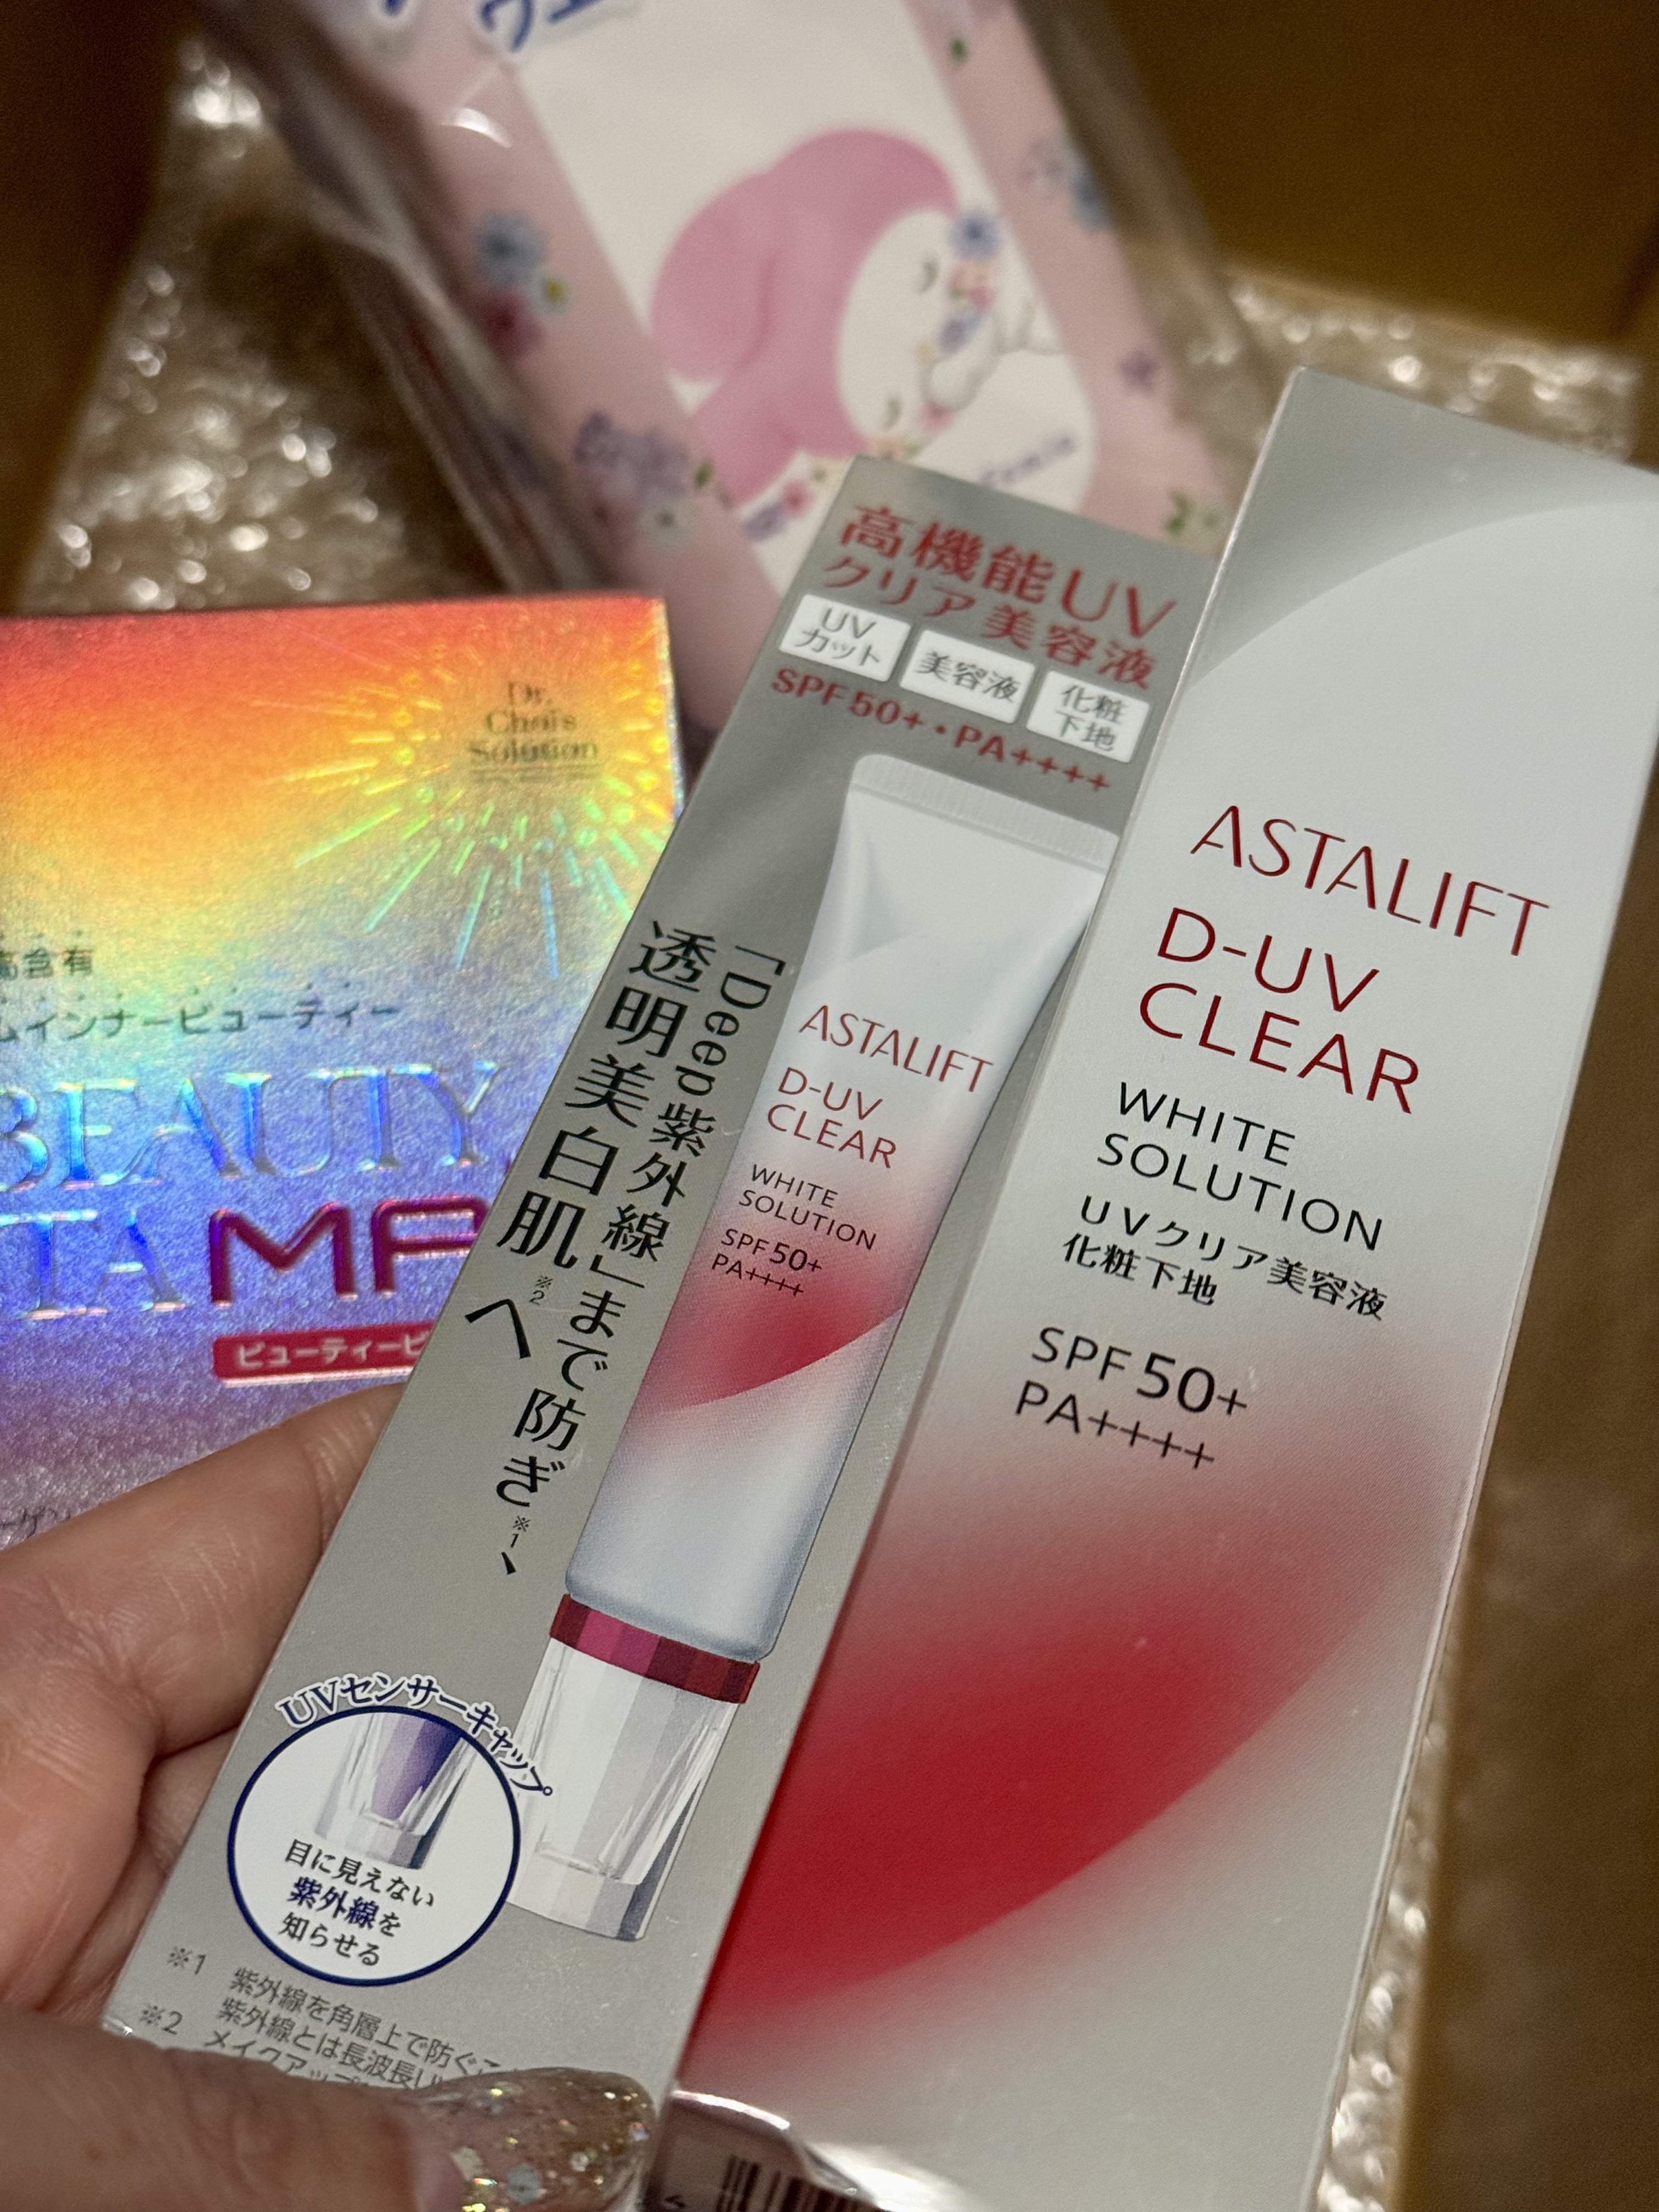 高機能UV
クリア美容液
UV
カット
美容液
化粧
下地
SPF50+・PA++++
「Deep紫外線」まで防ぎ※1、
透明美白肌※2へ
ASTALIFT
D-UV
CLEAR
WHITE
SOLUTION
SPF50+
PA++++
UVセンサーキャップ
目に見えない
紫外線を
知らせる
※1 紫外線を角層上で防ぐこ
紫外線とは長波長U
※2 メイクアップ
ASTALIFT
D-UV
CLEAR
WHITE
SOLUTION
UVクリア美容液
化粧下地
SPF50+
PA++++
Dr.
Choi's
Solution
高含有
ムインナービューティー
BEAUTY
TA MA
ビューティービ